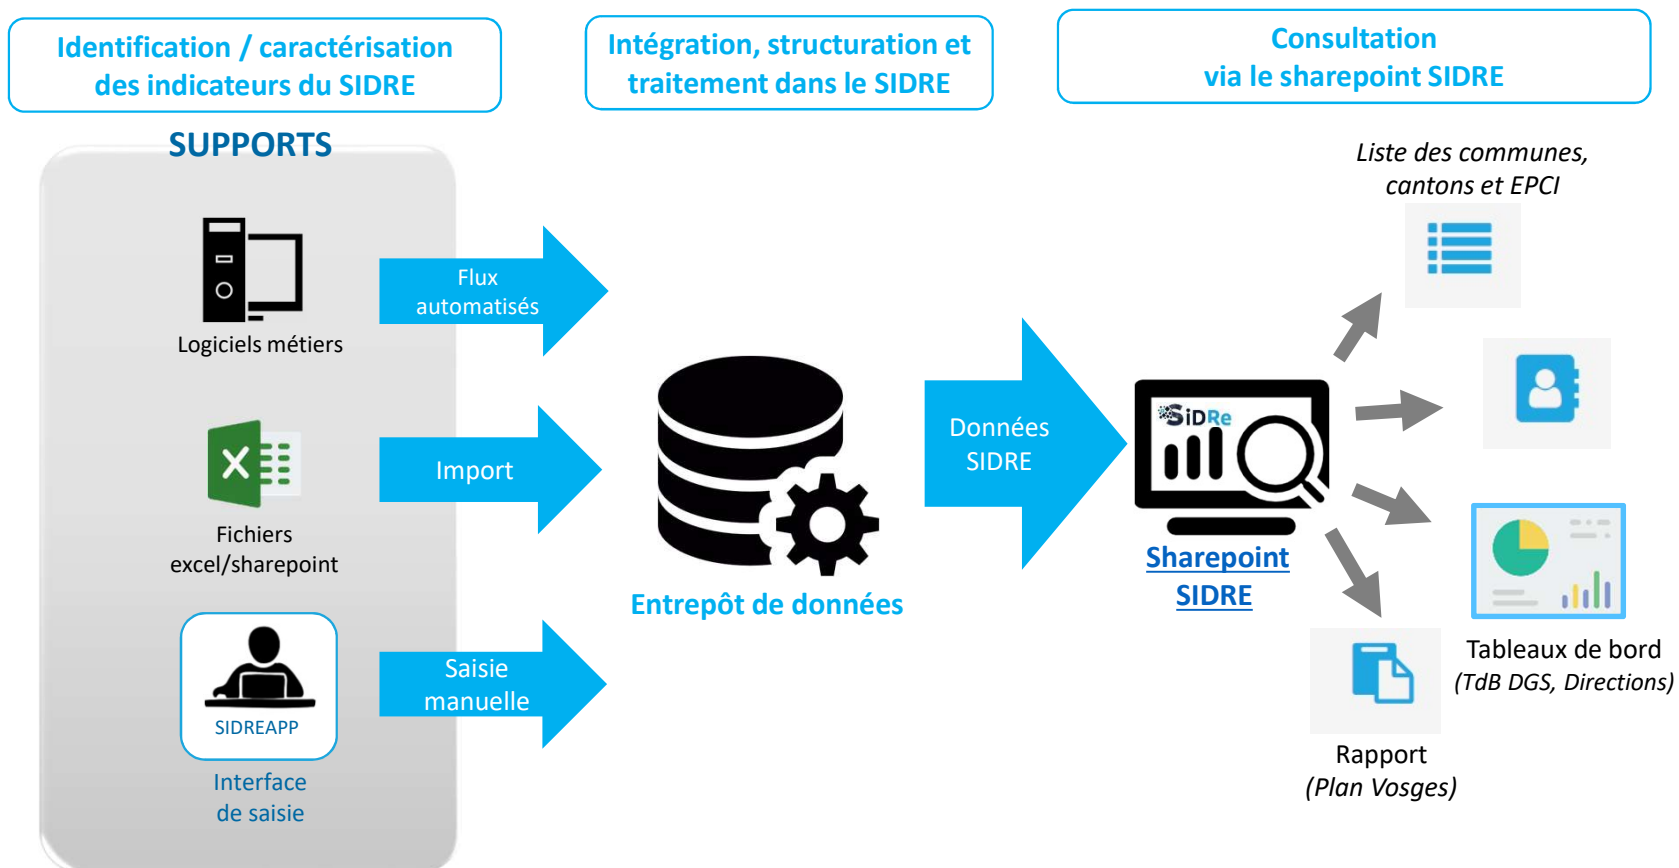 Identification / caractérisation
des indicateurs du SIDRE
Intégration, structuration et
traitement dans le SIDRE
Consultation
via le sharepoint SIDRE
SUPPORTS
Logiciels métiers
Flux
automatisés
Fichiers
excel/sharepoint
Import
SIDREAPP
Interface
de saisie
Saisie
manuelle
Entrepôt de données
Données
SIDRE
SiDRe
Sharepoint
SIDRE
Liste des communes,
cantons et EPCI
Tableaux de bord
(TdB DGS, Directions)
Rapport
(Plan Vosges)